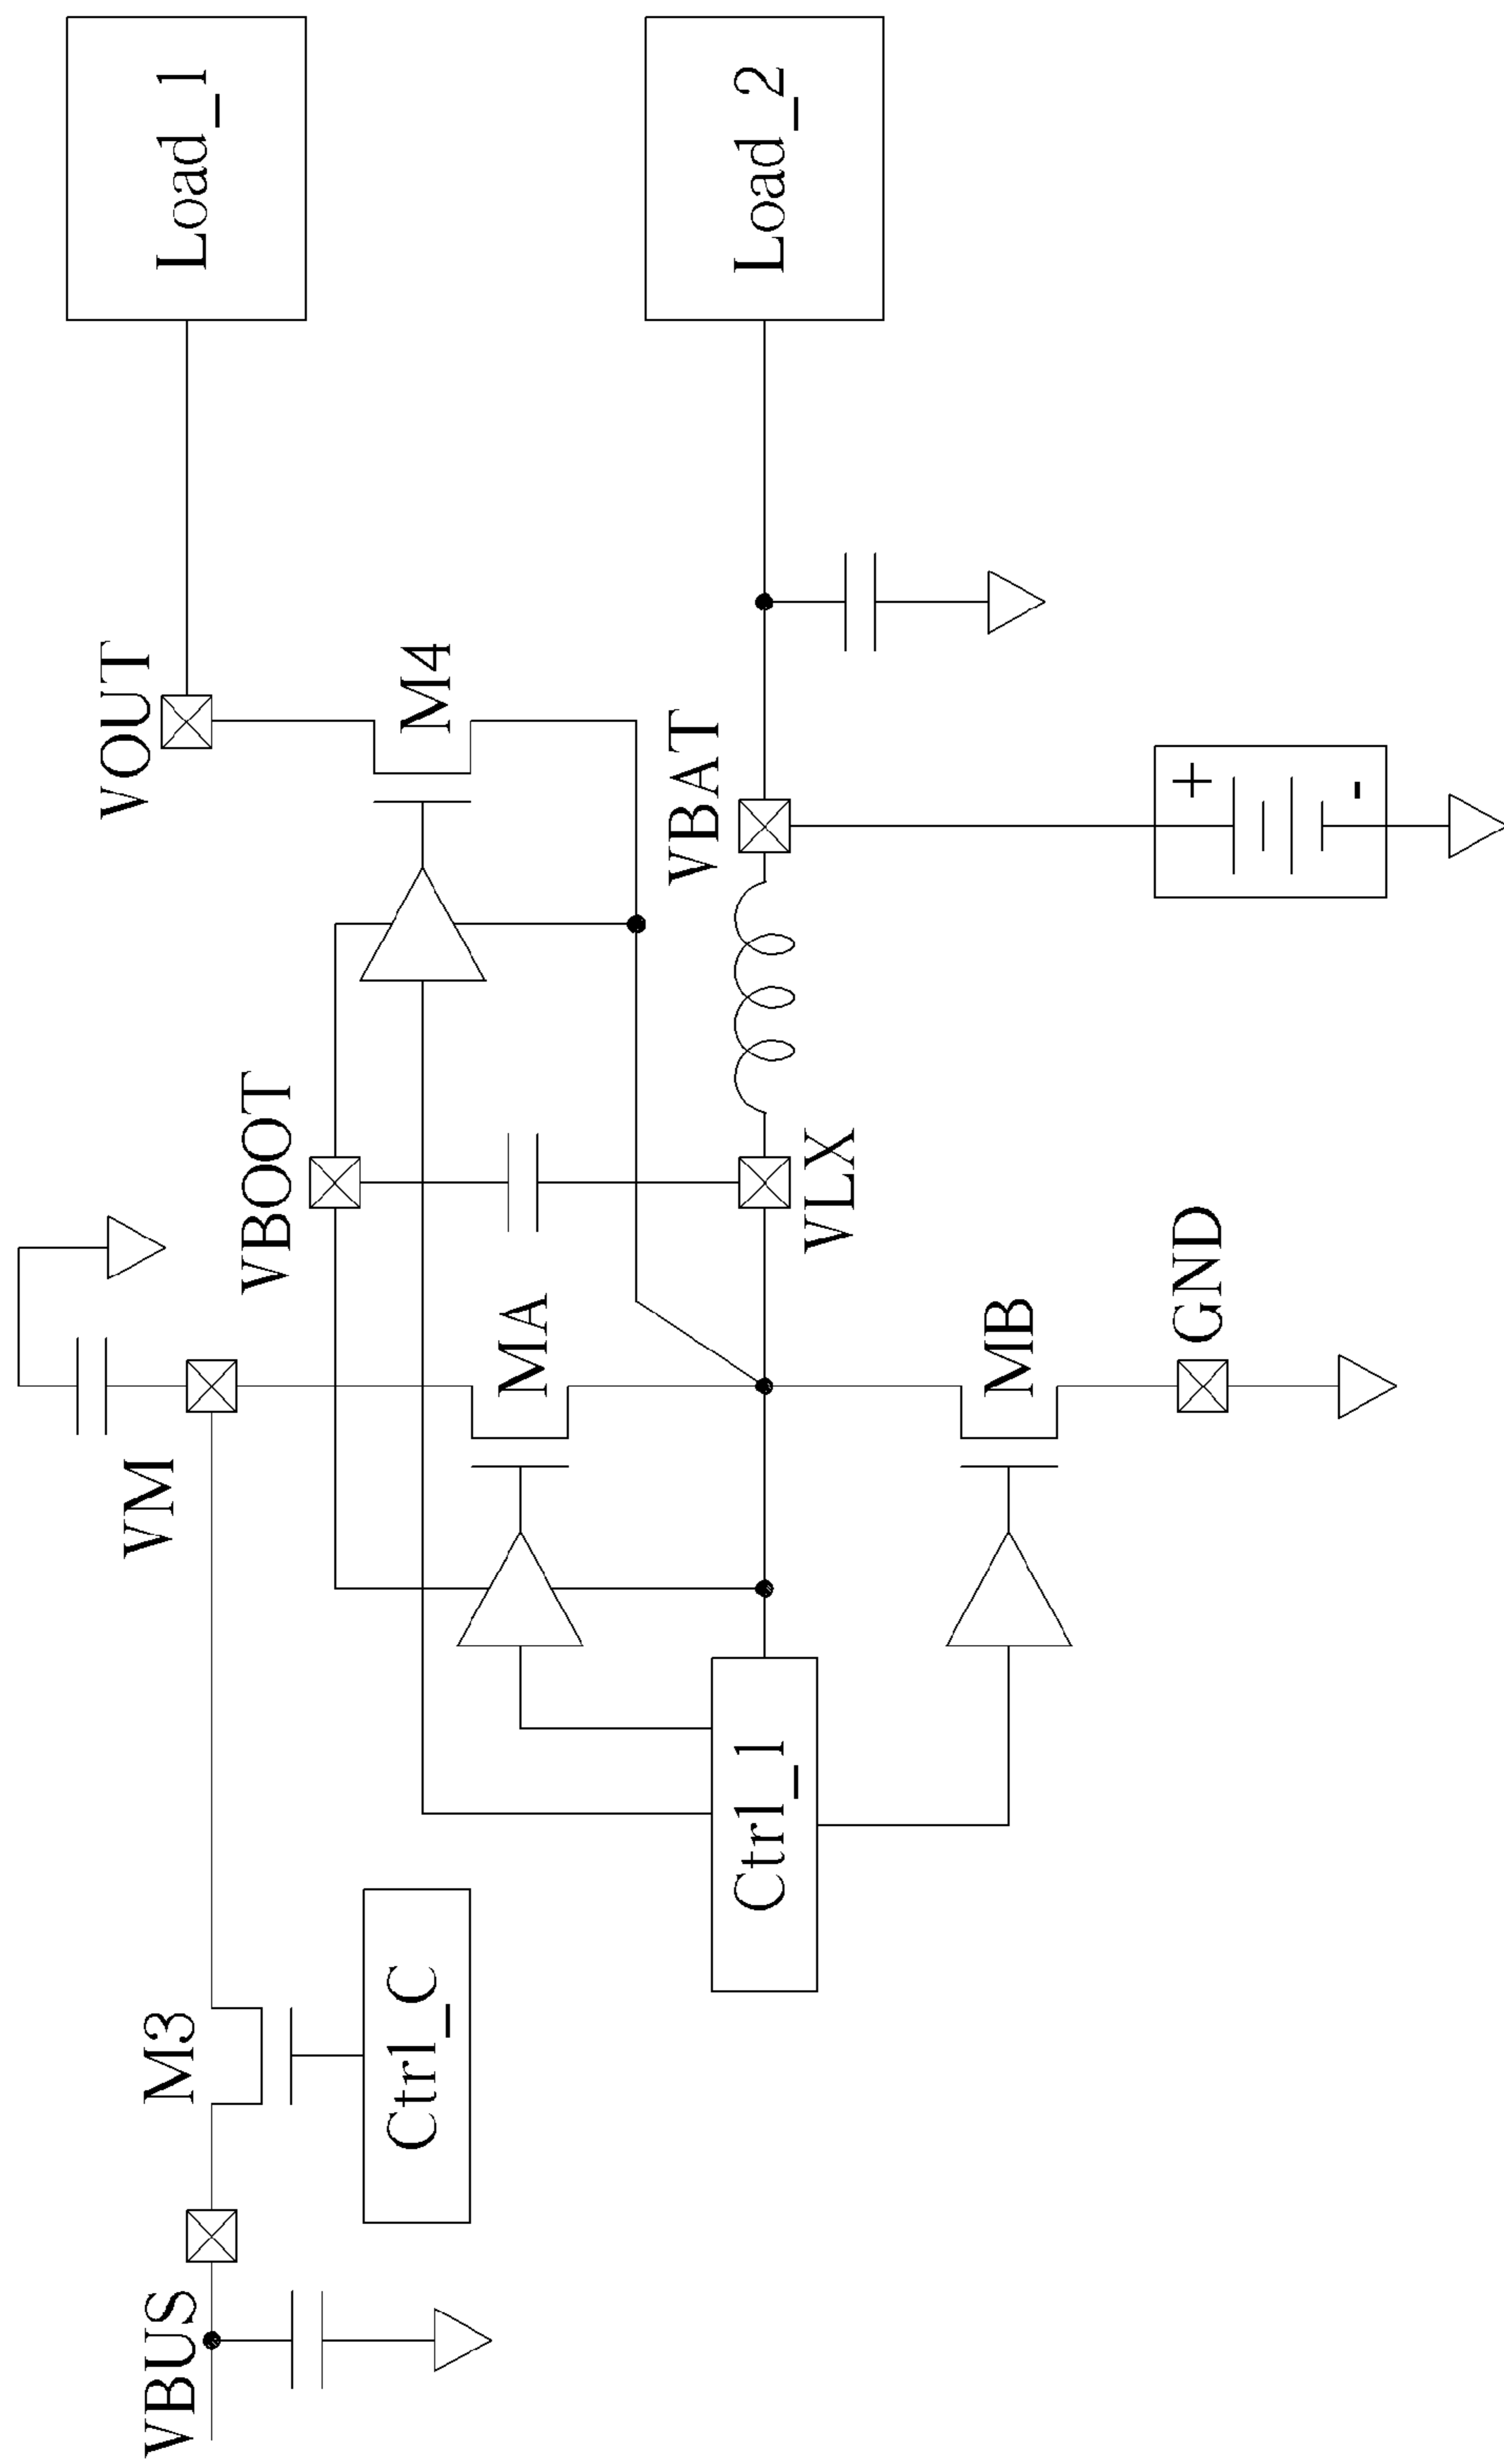 Load_1
Load_2
VOUT
M4
VBAT
+
-
VBOOT
VLX
GND
MA
MB
VM
Ctrl_1
M3
Ctrl_C
VBUS